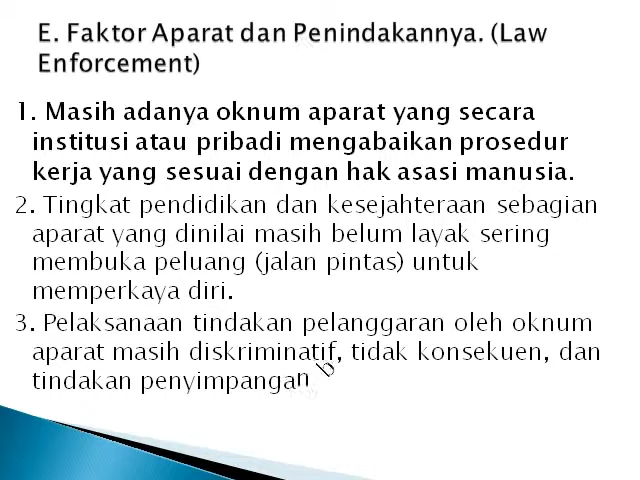 E. Faktor Aparat dan Penindakannya. (Law
Enforcement)
1. Masih adanya oknum aparat yang secara
institusi atau pribadi mengabaikan prosedur
kerja yang sesuai dengan hak asasi manusia.
2. Tingkat pendidikan dan kesejahteraan sebagian
aparat yang dinilai masih belum layak sering
membuka peluang (jalan pintas) untuk
memperkaya diri.
3. Pelaksanaan tindakan pelanggaran oleh oknum
aparat masih diskriminatif, tidak konsekuen, dan
tindakan penyimpangan b